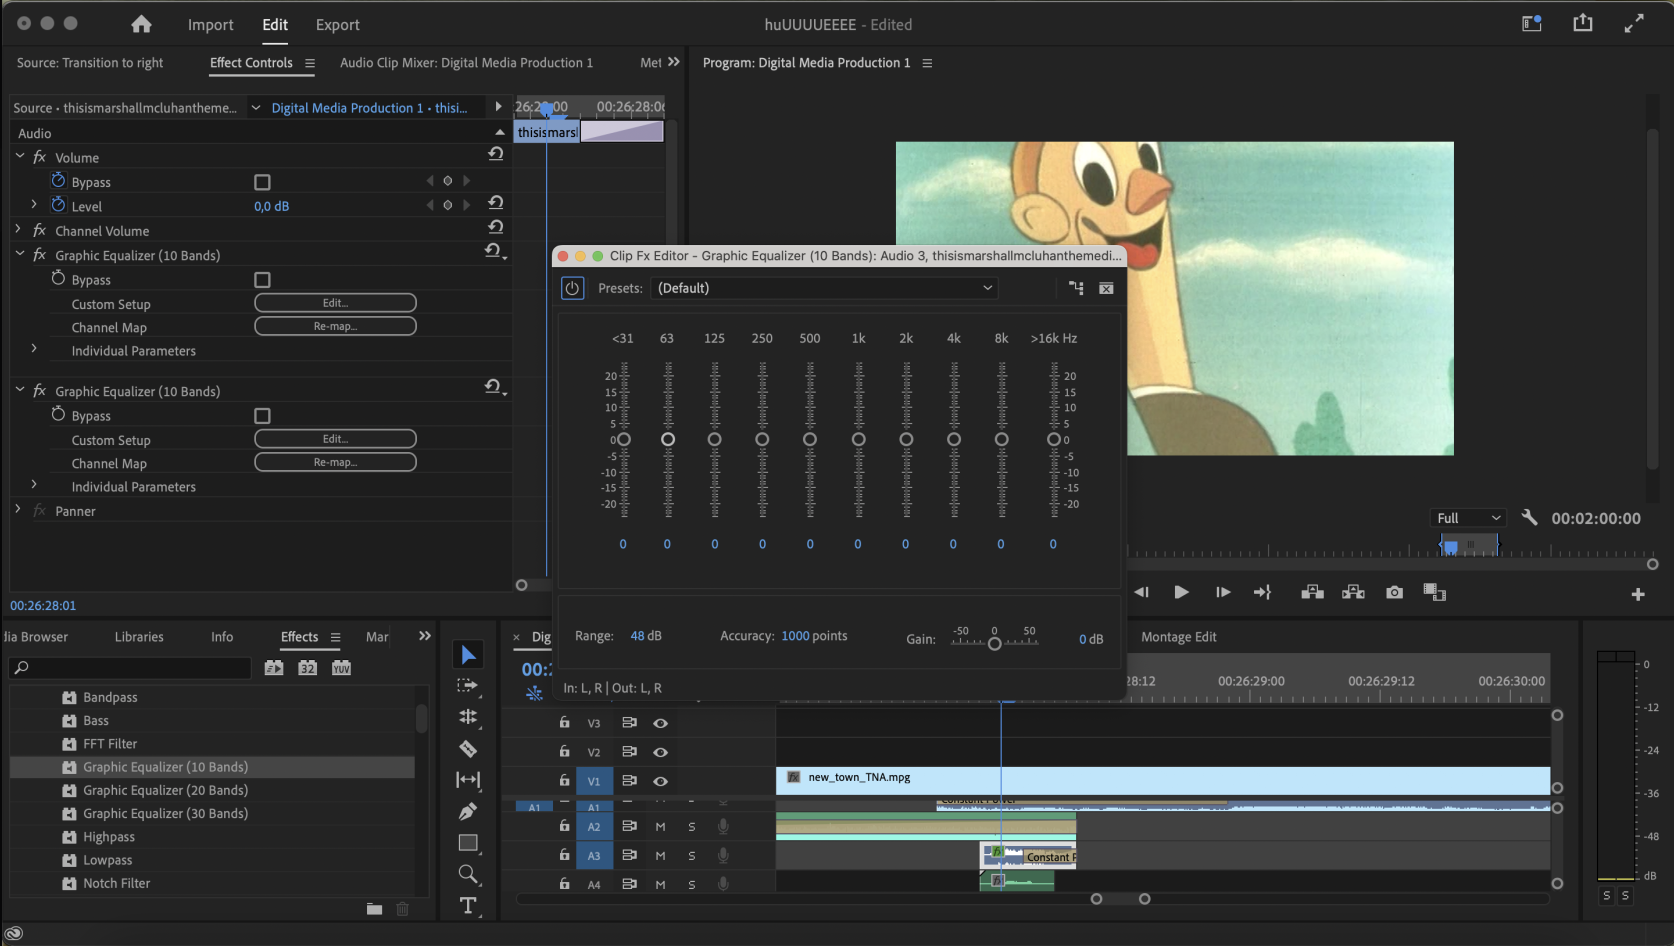 Import Edit Export huUUUUEEEE - Edited
Source: Transition to right Effect Controls Audio Clip Mixer: Digital Media Production 1 Met Program: Digital Media Production 1
Source • thisismarshallmcluhantheme... Digital Media Production 1 • thisi... 26:28:00 00:26:28:06
Audio thisismarsl
fx Volume
Bypass
Level 0,0 dB
fx Channel Volume
fx Graphic Equalizer (10 Bands)
Bypass
Custom Setup Edit...
Channel Map Re-map...
Individual Parameters
fx Graphic Equalizer (10 Bands)
Bypass
Custom Setup Edit...
Channel Map Re-map...
Individual Parameters
fx Panner
00:26:28:01
Clip Fx Editor - Graphic Equalizer (10 Bands): Audio 3, thisismarshallmcluhanthemedi...
Presets: (Default)
<31 63 125 250 500 1k 2k 4k 8k >16k Hz
20 20
15 15
10 10
5 5
0 0
-5 -5
-10 -10
-15 -15
-20 -20
0 0 0 0 0 0 0 0 0 0
Range: 48 dB Accuracy: 1000 points Gain: -50 0 50 0 dB
In: L, R | Out: L, R
Full 00:02:00:00
dia Browser Libraries Info Effects Mar
32 YUV
Bandpass
Bass
FFT Filter
Graphic Equalizer (10 Bands)
Graphic Equalizer (20 Bands)
Graphic Equalizer (30 Bands)
Highpass
Lowpass
Notch Filter
× Dig Montage Edit
00:2
28:12 00:26:29:00 00:26:29:12 00:26:30:00
V3
V2
V1 fx new_town_TNA.mpg
A1 A1 Constant Power
A2 M S
A3 M S fx Constant P
A4 M S fx
T
0
-12
-24
-36
-48
dB
S S